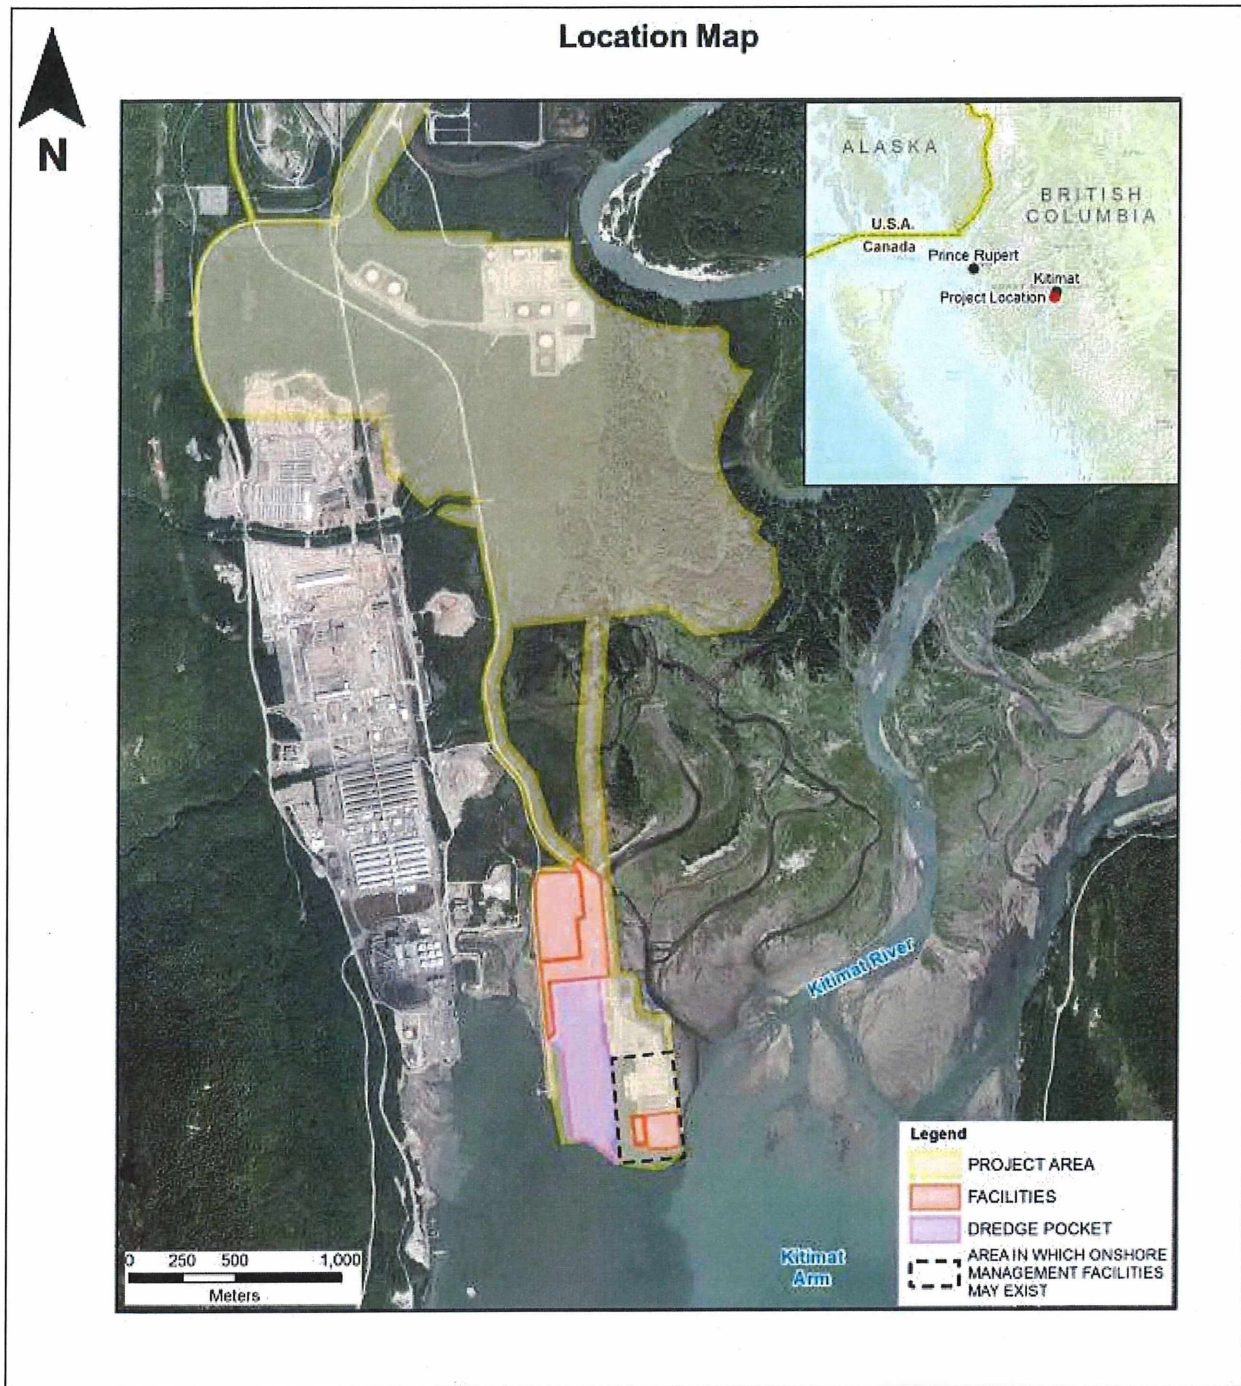 Location Map
N
ALASKA
BRITISH
COLUMBIA
U.S.A.
Canada
Prince Rupert
Kitimat
Project Location
Kitimat River
Kitimat
Arm
Legend
PROJECT AREA
FACILITIES
DREDGE POCKET
AREA IN WHICH ONSHORE
MANAGEMENT FACILITIES
MAY EXIST
0 250 500 1,000
Meters